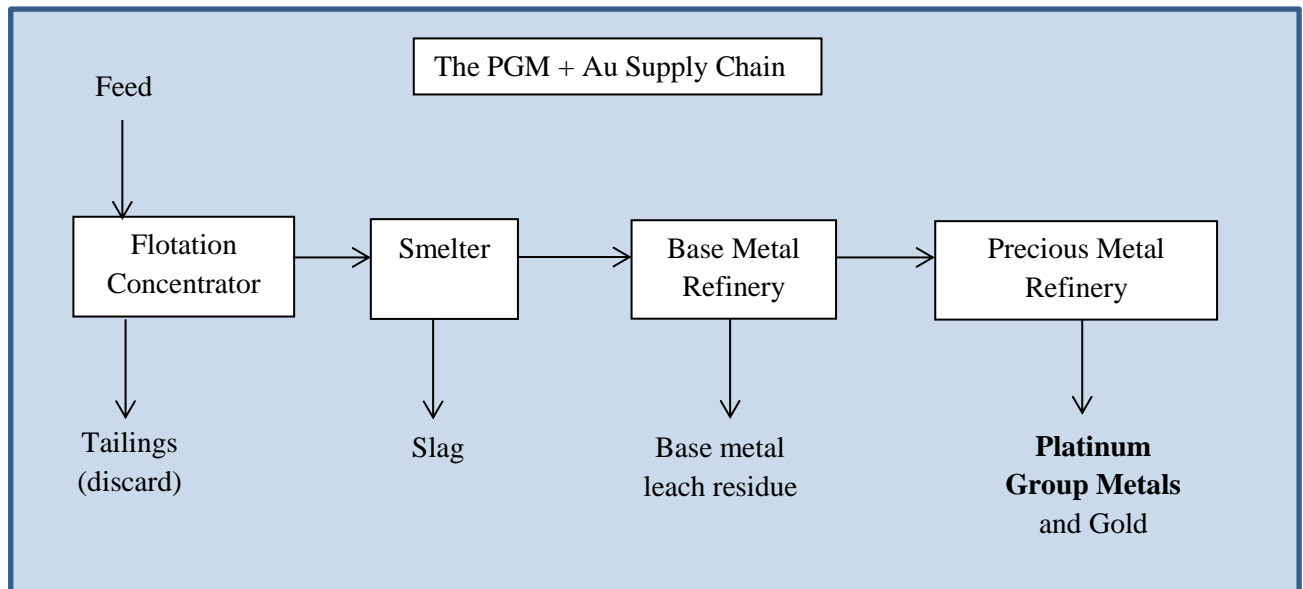 The PGM + Au Supply Chain
Feed
Flotation
Concentrator
Smelter
Base Metal
Refinery
Precious Metal
Refinery
Tailings
(discard)
Slag
Base metal
leach residue
Platinum
Group Metals
and Gold